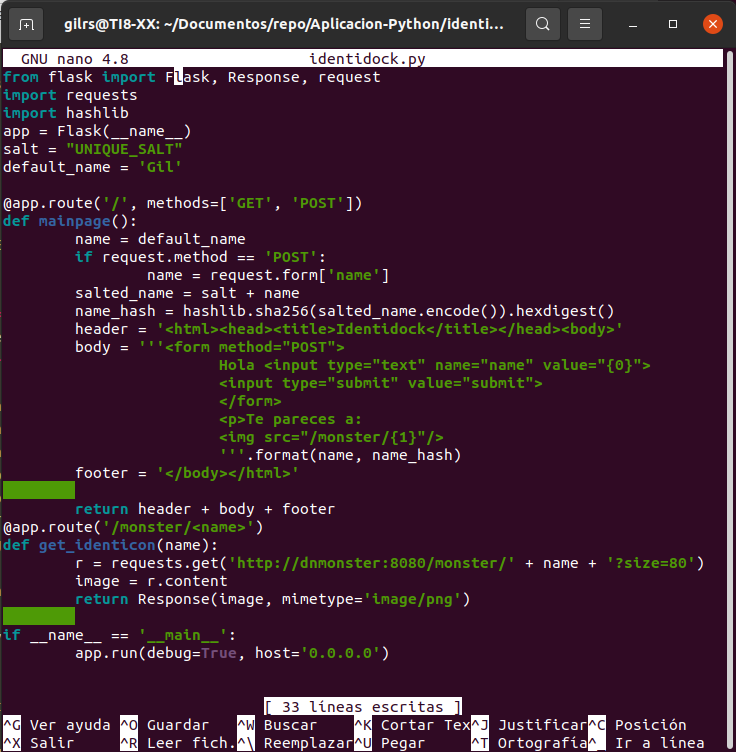 gilrs@TI8-XX: ~/Documentos/repo/Aplicacion-Python/identi...
GNU nano 4.8 identidock.py
from flask import Flask, Response, request
import requests
import hashlib
app = Flask(__name__)
salt = "UNIQUE_SALT"
default_name = 'Gil'

@app.route('/', methods=['GET', 'POST'])
def mainpage():
        name = default_name
        if request.method == 'POST':
                name = request.form['name']
        salted_name = salt + name
        name_hash = hashlib.sha256(salted_name.encode()).hexdigest()
        header = '<html><head><title>Identidock</title></head><body>'
        body = '''<form method="POST">
                        Hola <input type="text" name="name" value="{0}">
                        <input type="submit" value="submit">
                        </form>
                        <p>Te pareces a:
                        <img src="/monster/{1}"/>
                        '''.format(name, name_hash)
        footer = '</body></html>'

        return header + body + footer
@app.route('/monster/<name>')
def get_identicon(name):
        r = requests.get('http://dnmonster:8080/monster/' + name + '?size=80')
        image = r.content
        return Response(image, mimetype='image/png')

if __name__ == '__main__':
        app.run(debug=True, host='0.0.0.0')

[ 33 líneas escritas ]
^G Ver ayuda ^O Guardar ^W Buscar ^K Cortar Tex^J Justificar^C Posición
^X Salir ^R Leer fich.^\ Reemplazar^U Pegar ^T Ortografía^_ Ir a línea